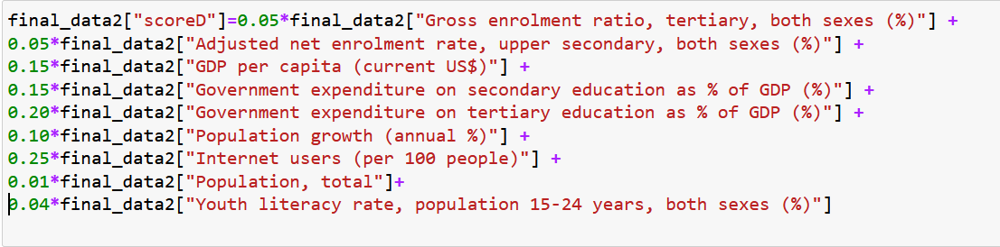 final_data2["scoreD"]=0.05*final_data2["Gross enrolment ratio, tertiary, both sexes (%)"] +
0.05*final_data2["Adjusted net enrolment rate, upper secondary, both sexes (%)"] +
0.15*final_data2["GDP per capita (current US$)"] +
0.15*final_data2["Government expenditure on secondary education as % of GDP (%)"] +
0.20*final_data2["Government expenditure on tertiary education as % of GDP (%)"] +
0.10*final_data2["Population growth (annual %)"] +
0.25*final_data2["Internet users (per 100 people)"] +
0.01*final_data2["Population, total"]+
0.04*final_data2["Youth literacy rate, population 15-24 years, both sexes (%)"]